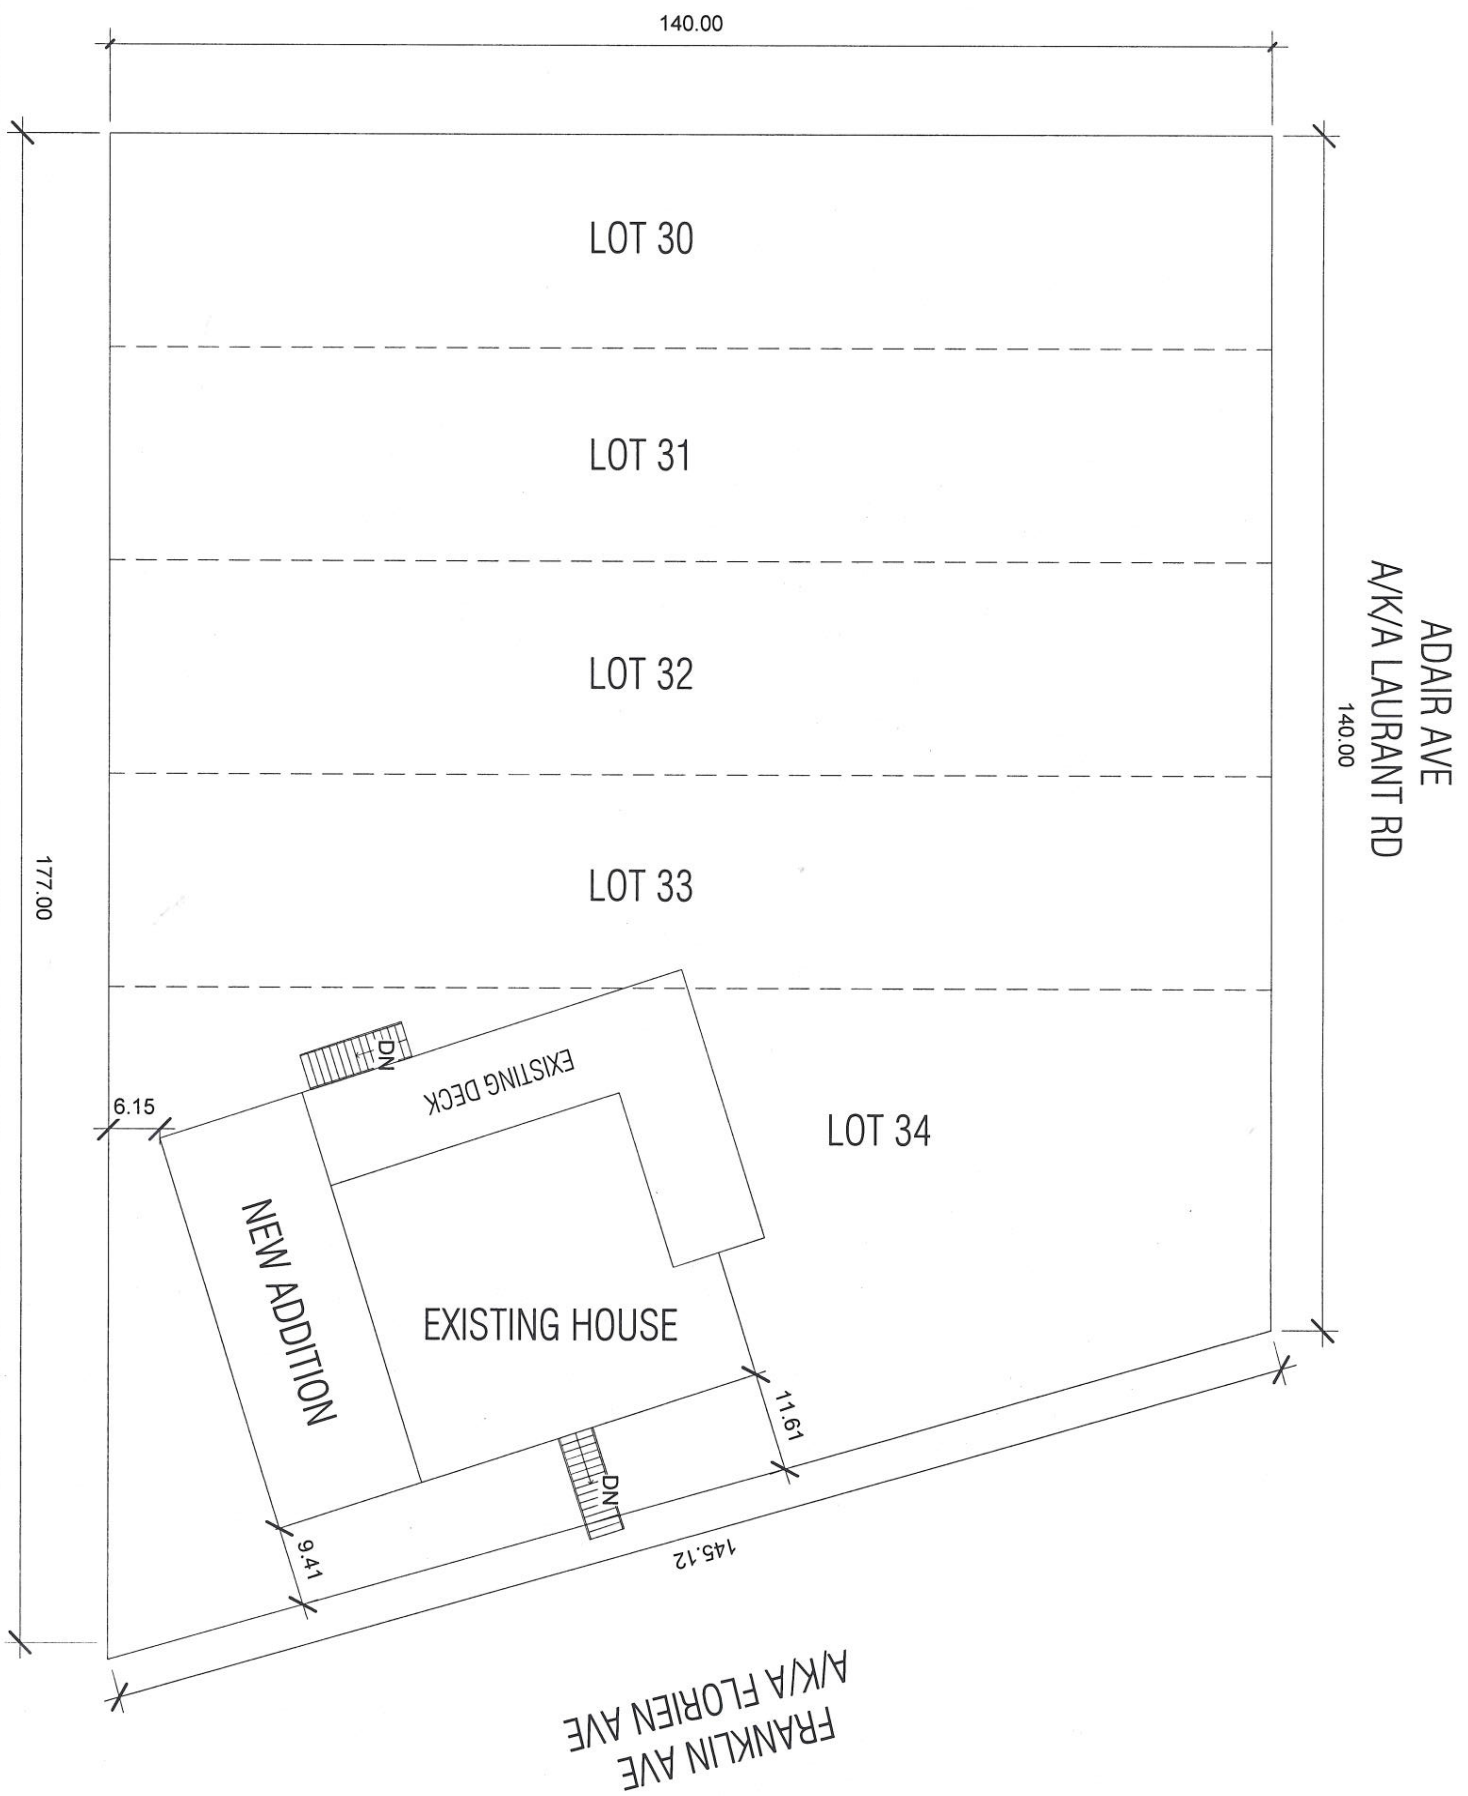 140.00
LOT 30
LOT 31
ADAIR AVE
A/K/A LAURANT RD
140.00
LOT 32
177.00
LOT 33
DN
EXISTING DECK
6.15
LOT 34
NEW ADDITION
EXISTING HOUSE
11.61
DN
9.41
145.12
FRANKLIN AVE
A/K/A FLORIEN AVE